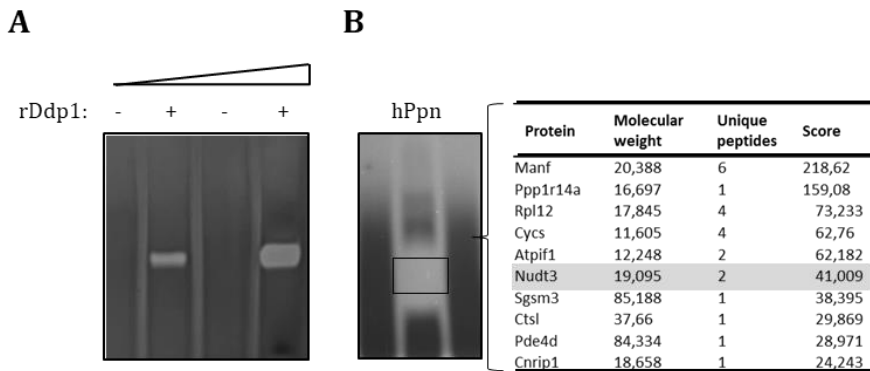 A
B
rDdp1: - + - +
hPpn
Protein Molecular weight Unique peptides Score
Manf 20,388 6 218,62
Ppp1r14a 16,697 1 159,08
Rpl12 17,845 4 73,233
Cycs 11,605 4 62,76
Atpif1 12,248 2 62,182
Nudt3 19,095 2 41,009
Sgsm3 85,188 1 38,395
Ctsl 37,66 1 29,869
Pde4d 84,334 1 28,971
Cnrip1 18,658 1 24,243